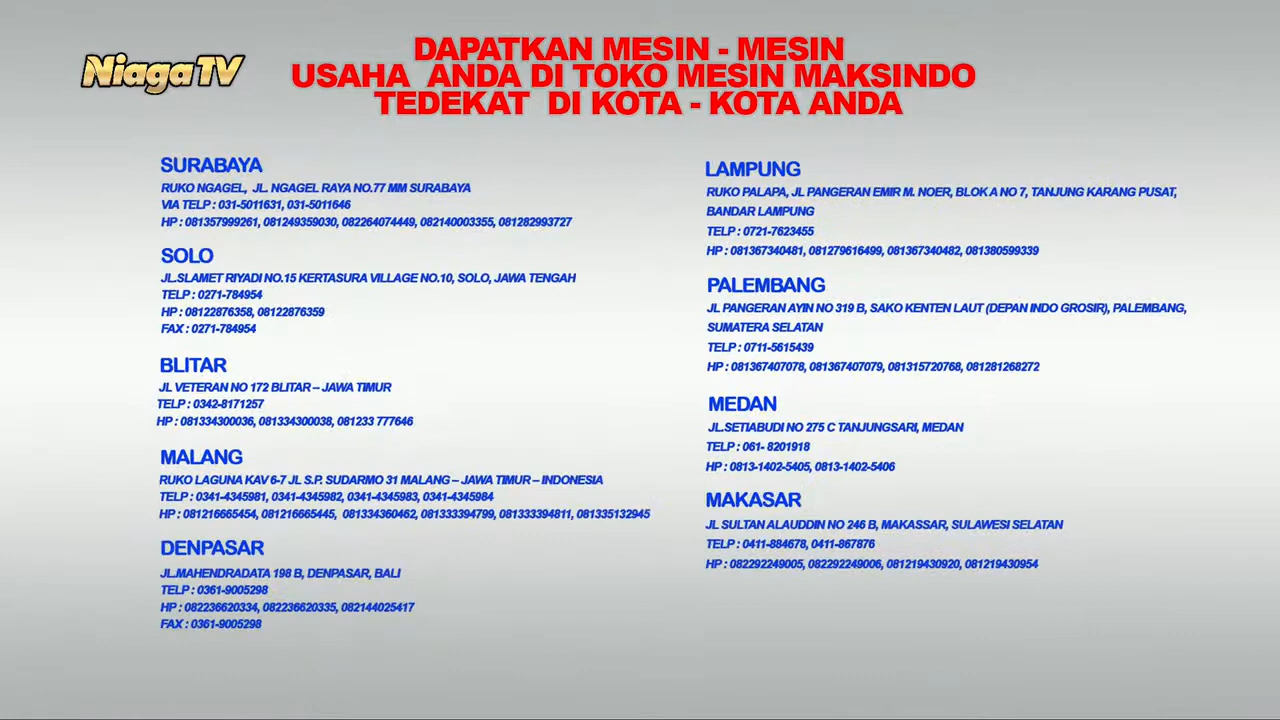 NiagaTV
DAPATKAN MESIN - MESIN
USAHA ANDA DI TOKO MESIN MAKSINDO
TEDEKAT DI KOTA - KOTA ANDA
SURABAYA
RUKO NGAGEL, JL. NGAGEL RAYA NO.77 MM SURABAYA
VIA TELP : 031-5011631, 031-5011646
HP : 081357999261, 081249359030, 082264074449, 082140003355, 081282993727
SOLO
JL.SLAMET RIYADI NO.15 KERTASURA VILLAGE NO.10, SOLO, JAWA TENGAH
TELP : 0271-784954
HP : 08122876358, 08122876359
FAX : 0271-784954
BLITAR
JL VETERAN NO 172 BLITAR – JAWA TIMUR
TELP : 0342-8171257
HP : 081334300036, 081334300038, 081233 777646
MALANG
RUKO LAGUNA KAV 6-7 JL S.P. SUDARMO 31 MALANG – JAWA TIMUR – INDONESIA
TELP : 0341-4345981, 0341-4345982, 0341-4345983, 0341-4345984
HP : 081216665454, 081216665445, 081334360462, 081333394799, 081333394811, 081335132945
DENPASAR
JL.MAHENDRADATA 198 B, DENPASAR, BALI
TELP : 0361-9005298
HP : 082236620334, 082236620335, 082144025417
FAX : 0361-9005298
LAMPUNG
RUKO PALAPA, JL PANGERAN EMIR M. NOER, BLOK A NO 7, TANJUNG KARANG PUSAT,
BANDAR LAMPUNG
TELP : 0721-7623455
HP : 081367340481, 081279616499, 081367340482, 081380599339
PALEMBANG
JL PANGERAN AYIN NO 319 B, SAKO KENTEN LAUT (DEPAN INDO GROSIR), PALEMBANG,
SUMATERA SELATAN
TELP : 0711-5615439
HP : 081367407078, 081367407079, 081315720768, 081281268272
MEDAN
JL.SETIABUDI NO 275 C TANJUNGSARI, MEDAN
TELP : 061- 8201918
HP : 0813-1402-5405, 0813-1402-5406
MAKASAR
JL SULTAN ALAUDDIN NO 246 B, MAKASSAR, SULAWESI SELATAN
TELP : 0411-884678, 0411-867876
HP : 082292249005, 082292249006, 081219430920, 081219430954